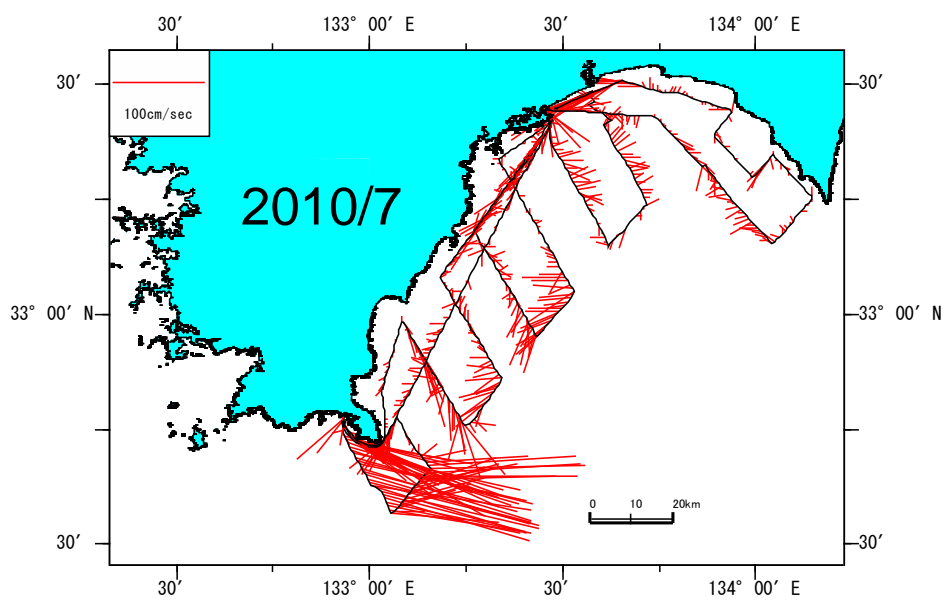 30′ 133° 00′ E 30′ 134° 00′ E
30′ 30′
100cm/sec
2010/7
33° 00′ N 33° 00′ N
0 10 20km
30′ 30′
30′ 133° 00′ E 30′ 134° 00′ E